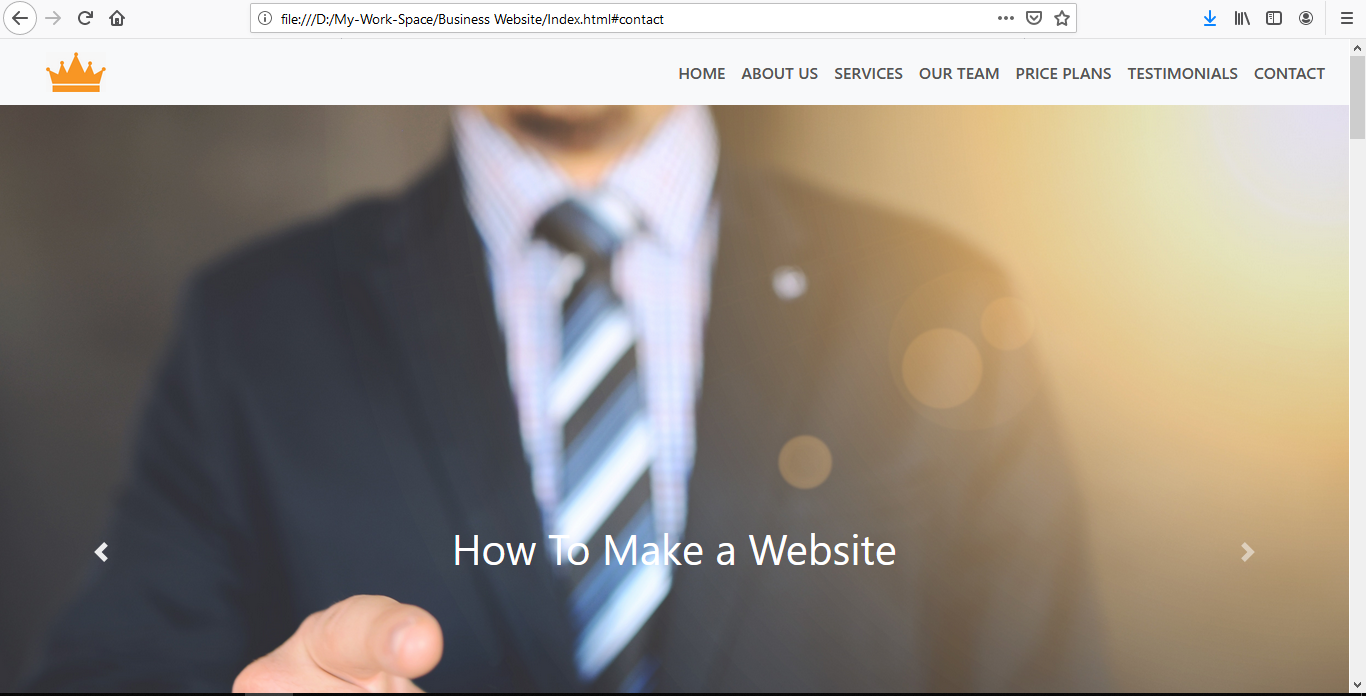 file:///D:/My-Work-Space/Business Website/Index.html#contact
HOME ABOUT US SERVICES OUR TEAM PRICE PLANS TESTIMONIALS CONTACT
How To Make a Website